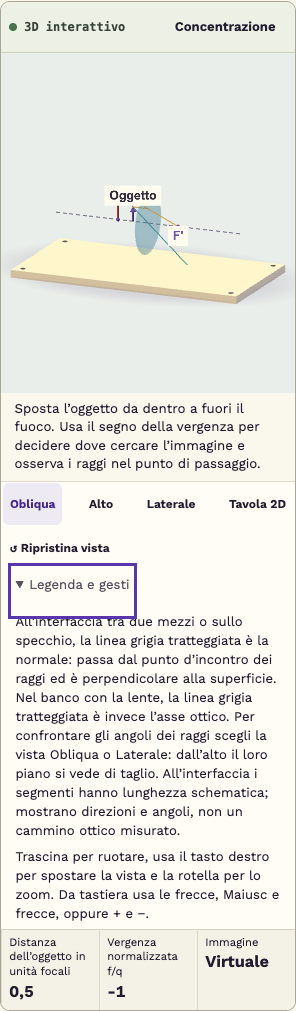 3D interattivo
Concentrazione
Oggetto
F'
Sposta l’oggetto da dentro a fuori il
fuoco. Usa il segno della vergenza per
decidere dove cercare l’immagine e
osserva i raggi nel punto di passaggio.
Obliqua
Alto
Laterale
Tavola 2D
↺ Ripristina vista
▼ Legenda e gesti
All’interfaccia tra due mezzi o sullo
specchio, la linea grigia tratteggiata è la
normale: passa dal punto d’incontro dei
raggi ed è perpendicolare alla superficie.
Nel banco con la lente, la linea grigia
tratteggiata è invece l’asse ottico. Per
confrontare gli angoli dei raggi scegli la
vista Obliqua o Laterale: dall’alto il loro
piano si vede di taglio. All’interfaccia i
segmenti hanno lunghezza schematica;
mostrano direzioni e angoli, non un
cammino ottico misurato.
Trascina per ruotare, usa il tasto destro
per spostare la vista e la rotella per lo
zoom. Da tastiera usa le frecce, Maiusc e
frecce, oppure + e −.
Distanza
dell’oggetto in
unità focali
0,5
Vergenza
normalizzata
f/q
-1
Immagine
Virtuale